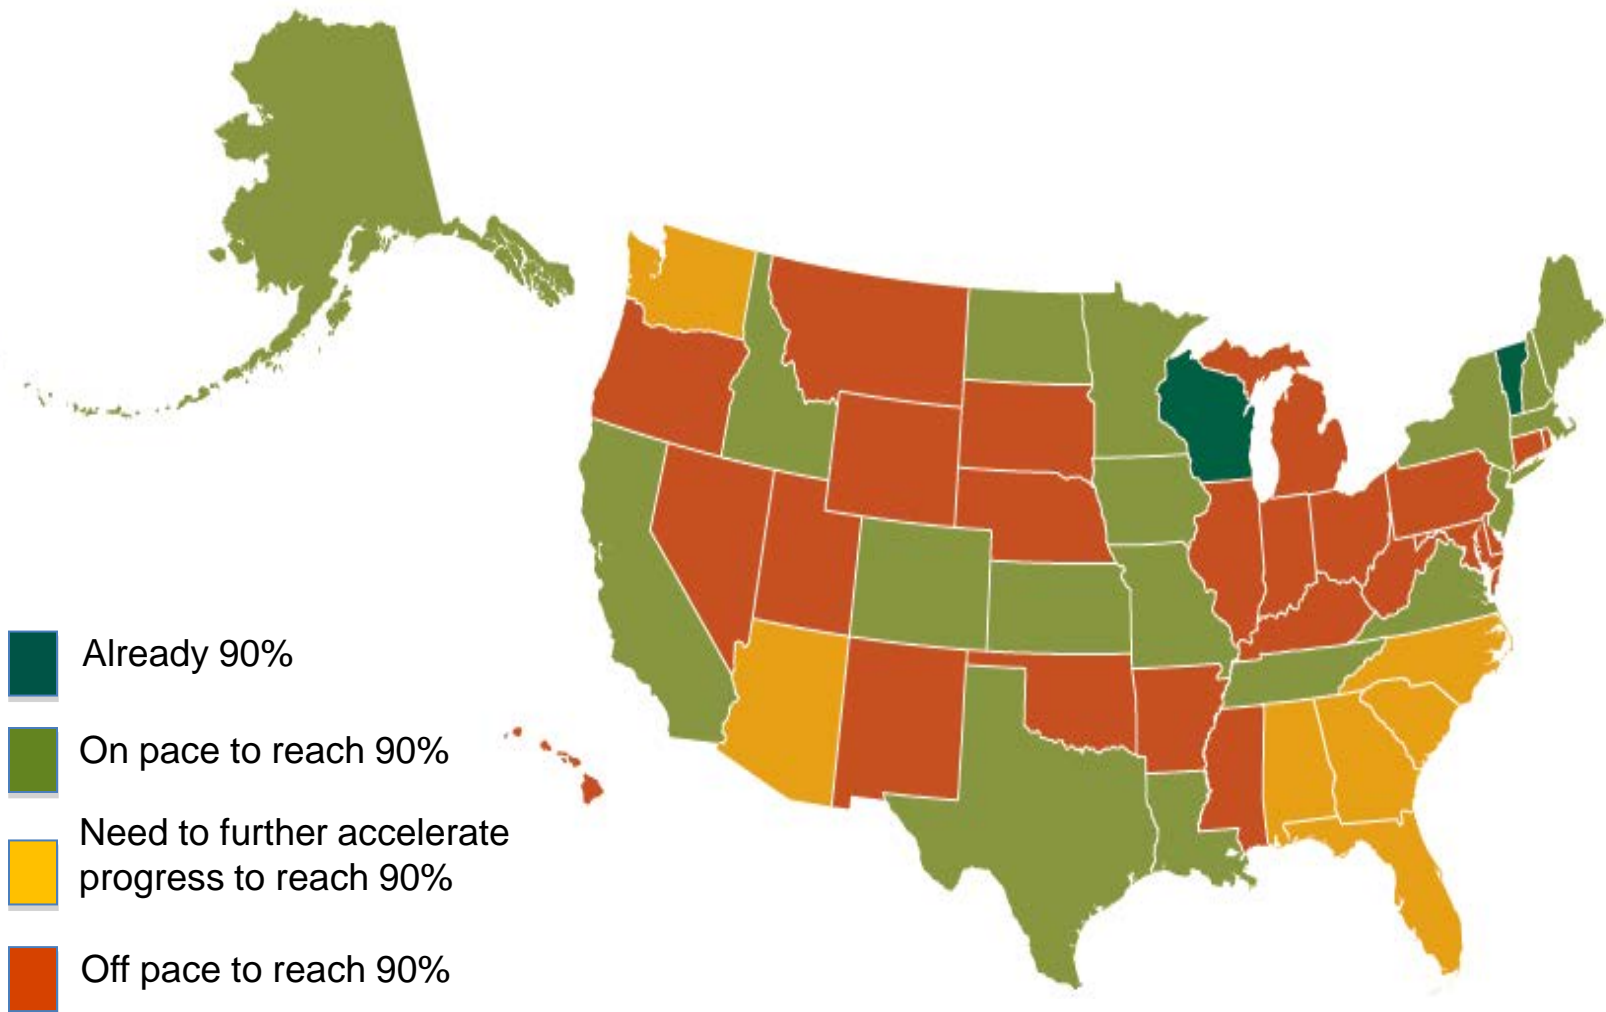 Already 90%
On pace to reach 90%
Need to further accelerate
progress to reach 90%
Off pace to reach 90%